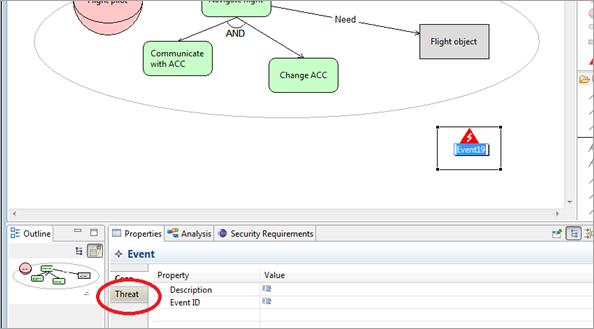 Flight pilot
Navigate flight
AND
Need
Flight object
Communicate
with ACC
Change ACC
Event19
Outline
Properties
Analysis
Security Requirements
Event
Core
Property
Value
Threat
Description
Event ID